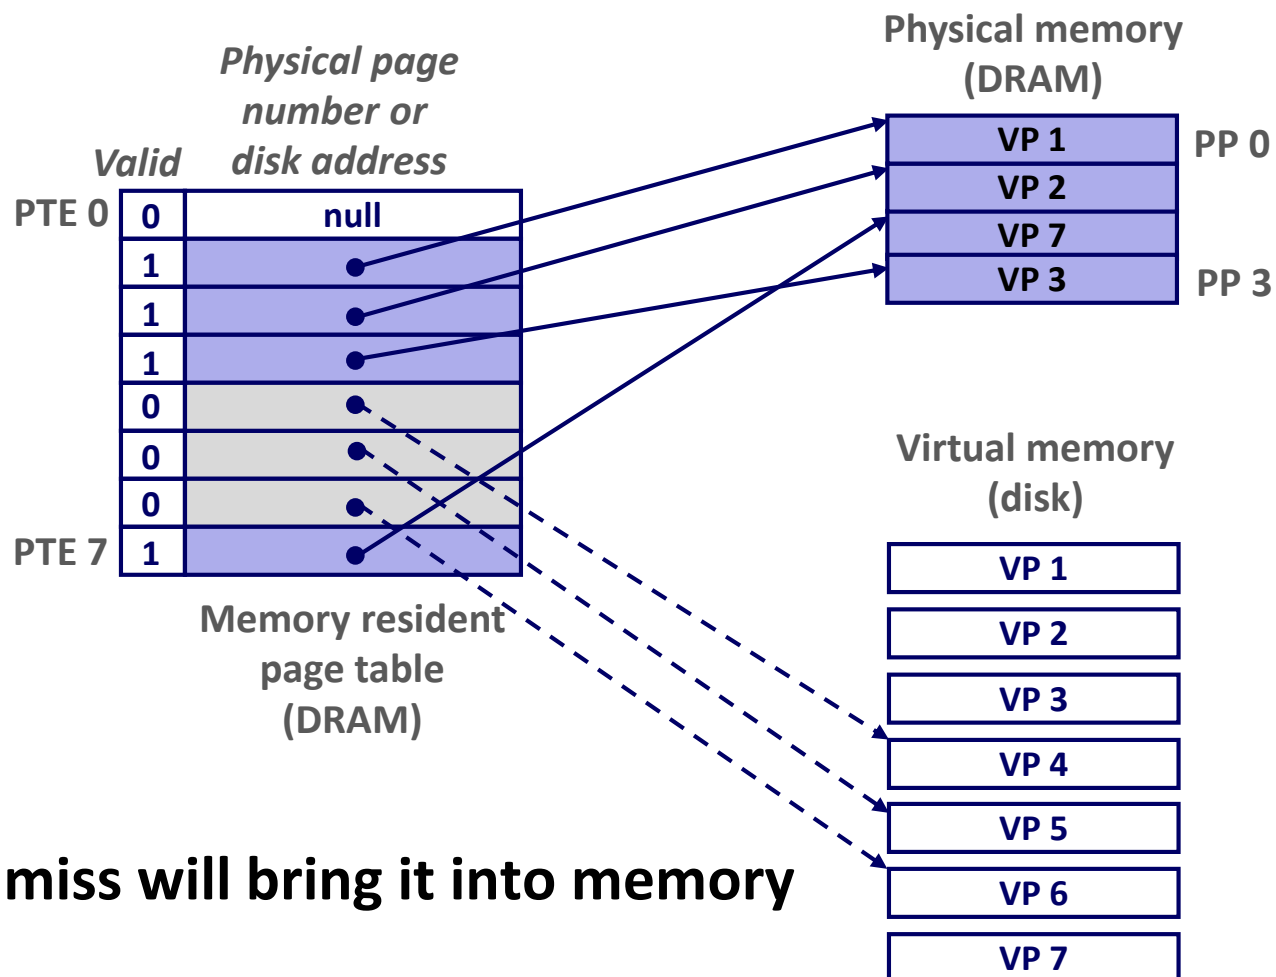 Physical memory
(DRAM)
Physical page
number or
disk address
Valid
VP 1
PP 0
VP 2
VP 7
VP 3
PP 3
PTE 0
0
null
1
1
1
0
0
0
PTE 7
1
Memory resident
page table
(DRAM)
Virtual memory
(disk)
VP 1
VP 2
VP 3
VP 4
VP 5
VP 6
VP 7
miss will bring it into memory